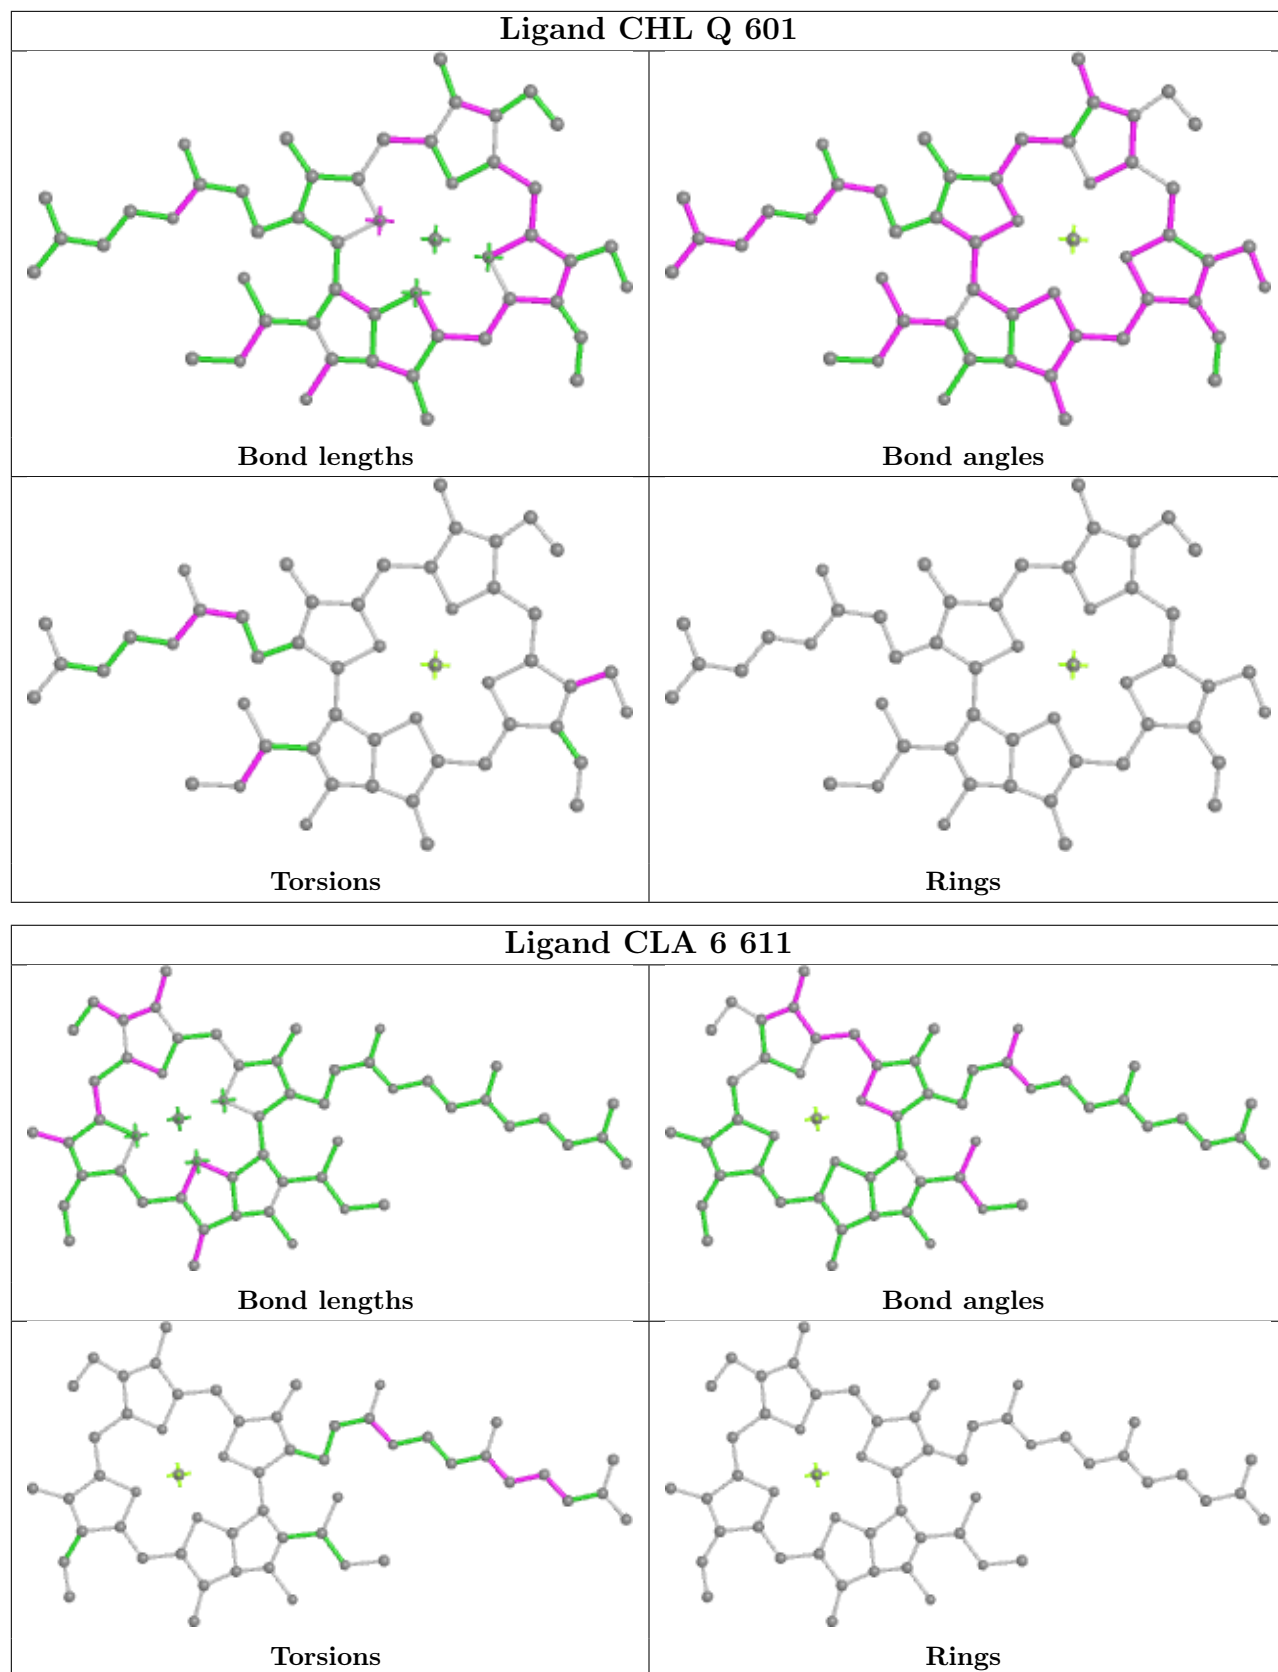 Ligand CHL Q 601
Bond lengths
Bond angles
Torsions
Rings
Ligand CLA 6 611
Bond lengths
Bond angles
Torsions
Rings